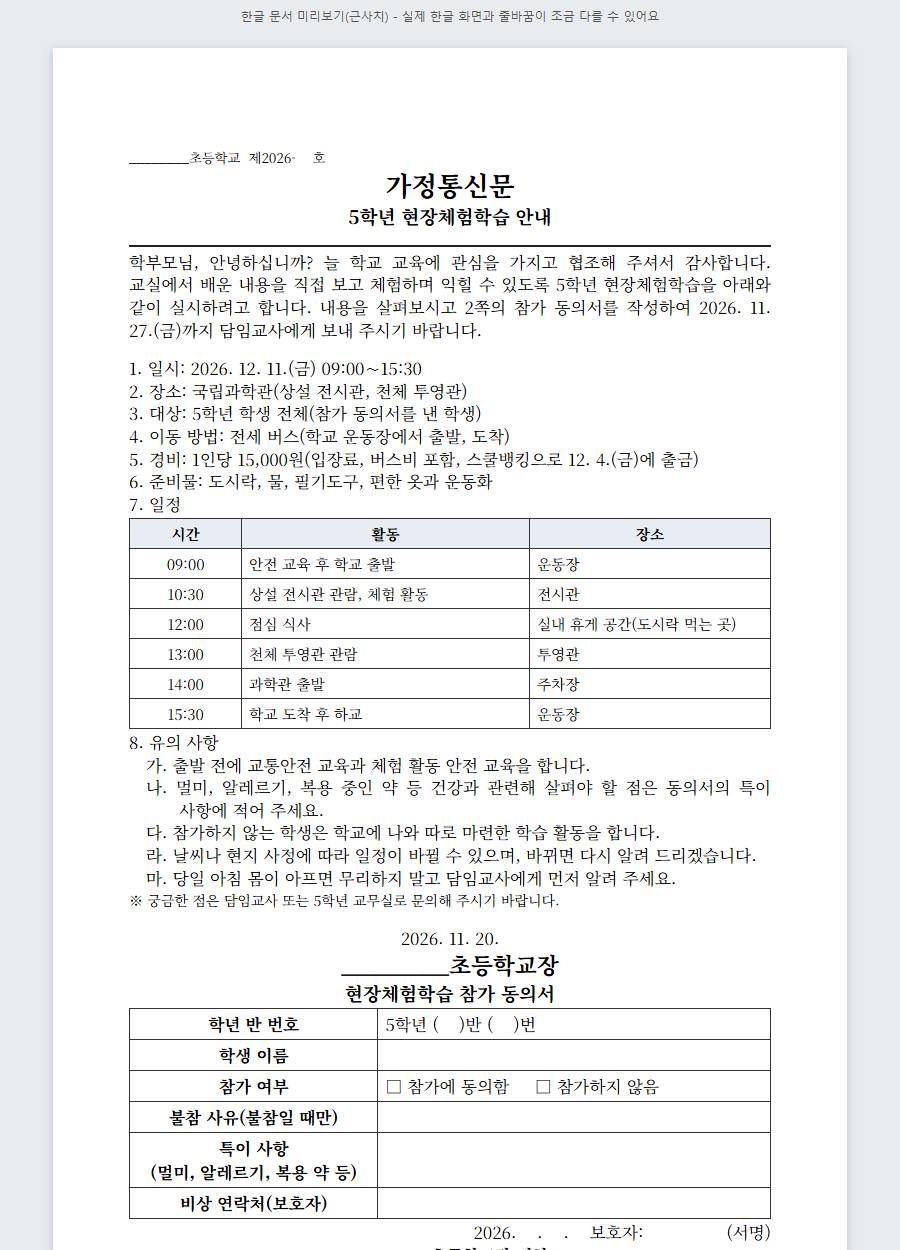 한글 문서 미리보기(근사치) - 실제 한글 화면과 줄바꿈이 조금 다를 수 있어요
________초등학교 제2026- 호
가정통신문
5학년 현장체험학습 안내
학부모님, 안녕하십니까? 늘 학교 교육에 관심을 가지고 협조해 주셔서 감사합니다.
교실에서 배운 내용을 직접 보고 체험하며 익힐 수 있도록 5학년 현장체험학습을 아래와
같이 실시하려고 합니다. 내용을 살펴보시고 2쪽의 참가 동의서를 작성하여 2026. 11.
27.(금)까지 담임교사에게 보내 주시기 바랍니다.
1. 일시: 2026. 12. 11.(금) 09:00~15:30
2. 장소: 국립과학관(상설 전시관, 천체 투영관)
3. 대상: 5학년 학생 전체(참가 동의서를 낸 학생)
4. 이동 방법: 전세 버스(학교 운동장에서 출발, 도착)
5. 경비: 1인당 15,000원(입장료, 버스비 포함, 스쿨뱅킹으로 12. 4.(금)에 출금)
6. 준비물: 도시락, 물, 필기도구, 편한 옷과 운동화
7. 일정
시간 활동 장소
09:00 안전 교육 후 학교 출발 운동장
10:30 상설 전시관 관람, 체험 활동 전시관
12:00 점심 식사 실내 휴게 공간(도시락 먹는 곳)
13:00 천체 투영관 관람 투영관
14:00 과학관 출발 주차장
15:30 학교 도착 후 하교 운동장
8. 유의 사항
가. 출발 전에 교통안전 교육과 체험 활동 안전 교육을 합니다.
나. 멀미, 알레르기, 복용 중인 약 등 건강과 관련해 살펴야 할 점은 동의서의 특이
사항에 적어 주세요.
다. 참가하지 않는 학생은 학교에 나와 따로 마련한 학습 활동을 합니다.
라. 날씨나 현지 사정에 따라 일정이 바뀔 수 있으며, 바뀌면 다시 알려 드리겠습니다.
마. 당일 아침 몸이 아프면 무리하지 말고 담임교사에게 먼저 알려 주세요.
※ 궁금한 점은 담임교사 또는 5학년 교무실로 문의해 주시기 바랍니다.
2026. 11. 20.
__________초등학교장
현장체험학습 참가 동의서
학년 반 번호 5학년 ( )반 ( )번
학생 이름
참가 여부 □ 참가에 동의함 □ 참가하지 않음
불참 사유(불참일 때만)
특이 사항
(멀미, 알레르기, 복용 약 등)
비상 연락처(보호자)
2026. . . 보호자: (서명)